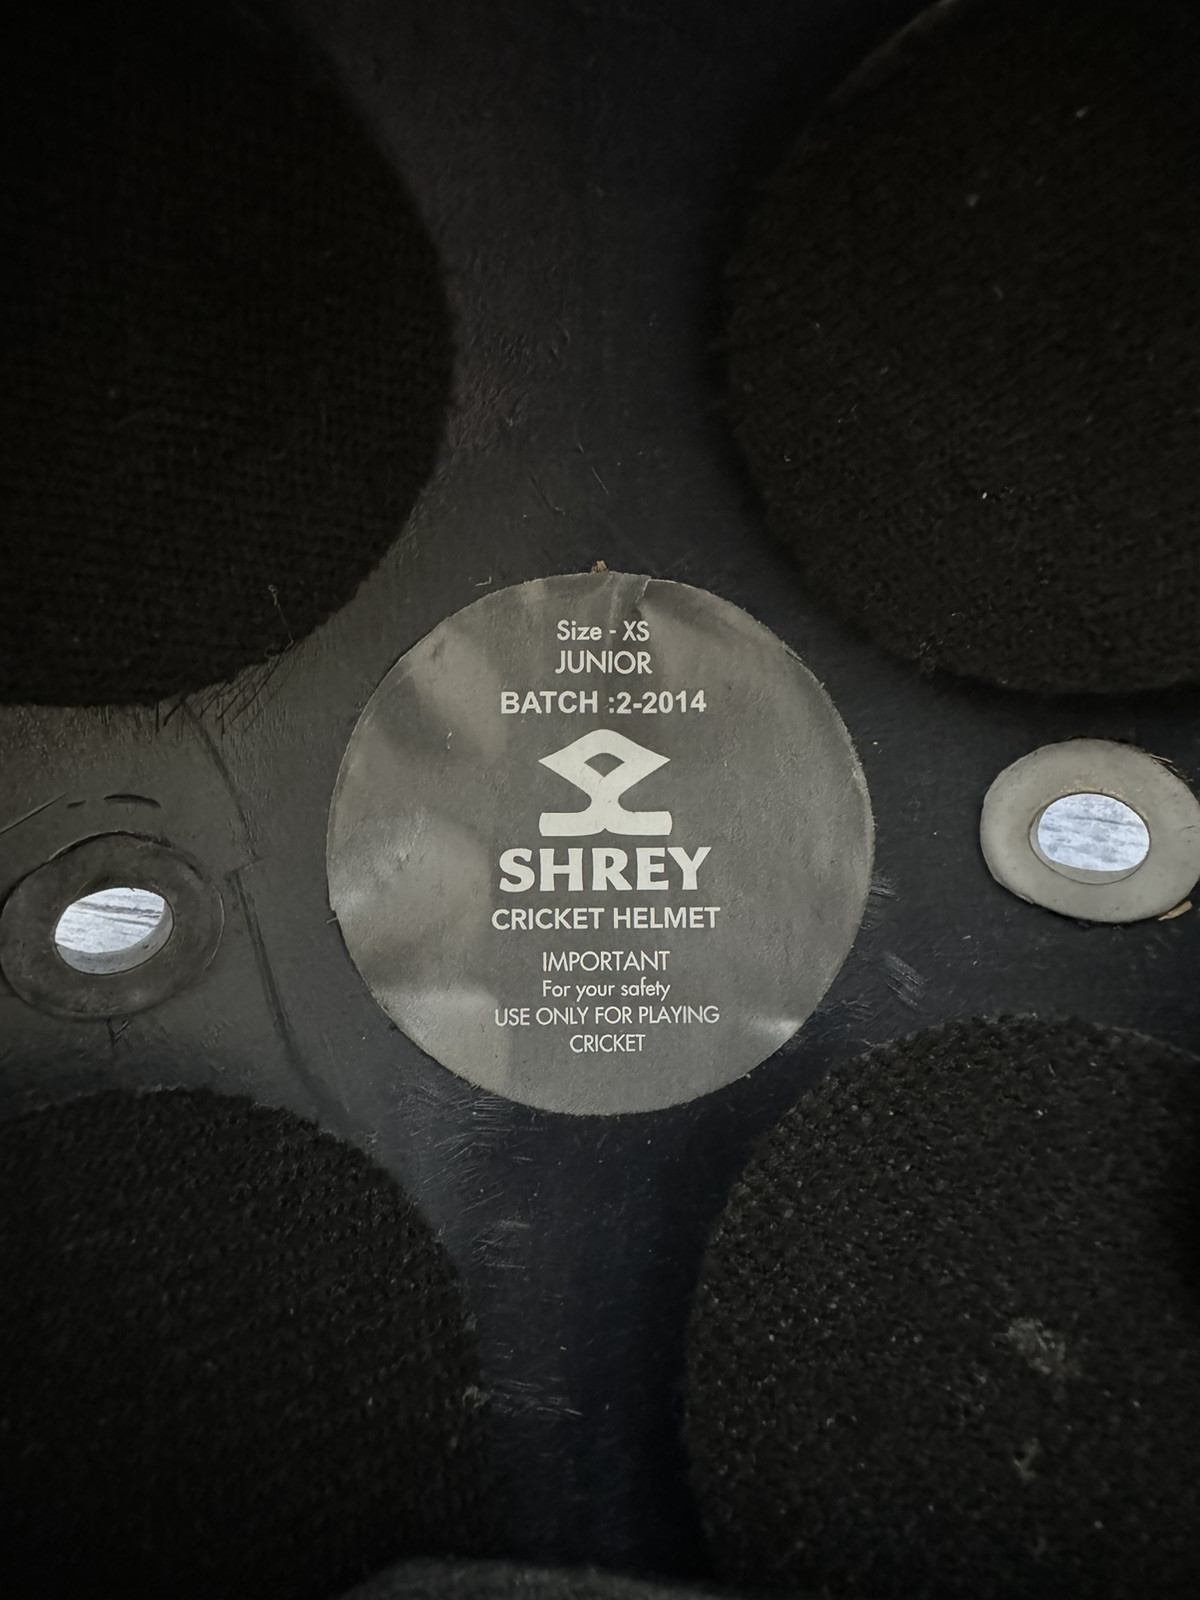 Size - XS
JUNIOR
BATCH :2-2014
SHREY
CRICKET HELMET
IMPORTANT
For your safety
USE ONLY FOR PLAYING
CRICKET